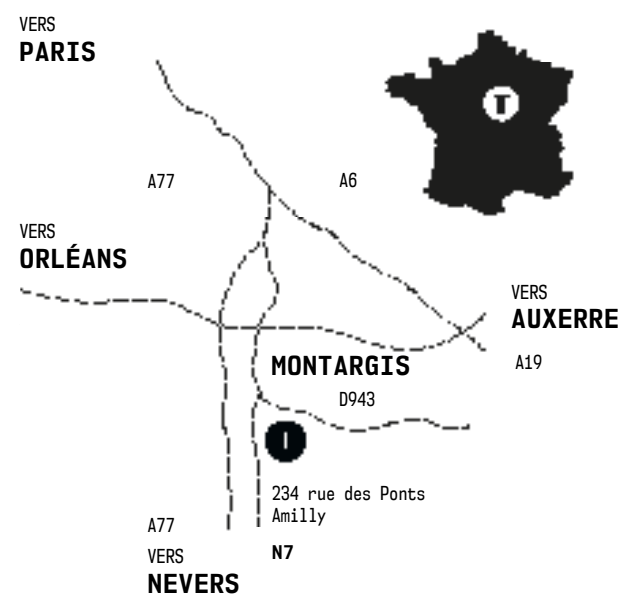 VERS
PARIS
T
A77
A6
VERS
ORLÉANS
VERS
AUXERRE
MONTARGIS
A19
D943
I
234 rue des Ponts
Amilly
A77
VERS
NEVERS
N7